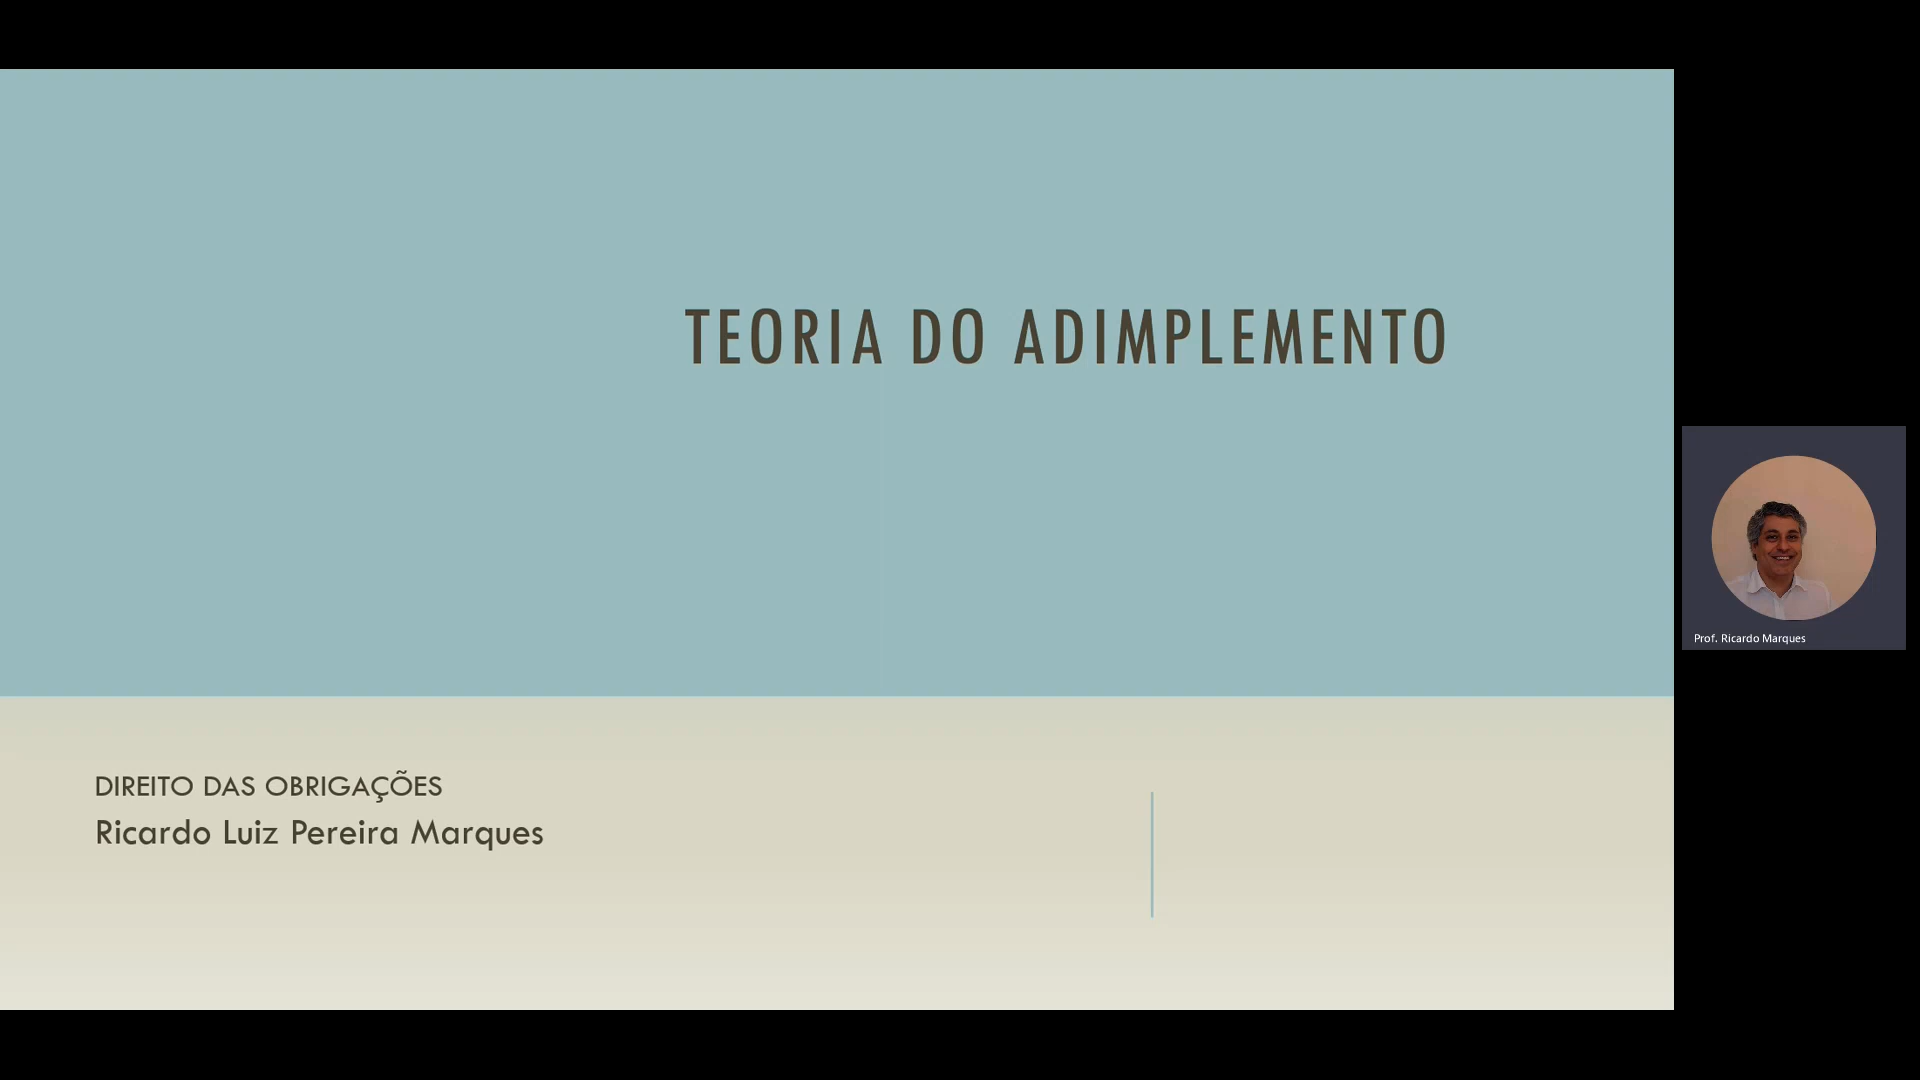 TEORIA DO ADIMPLEMENTO
DIREITO DAS OBRIGAÇÕES
Ricardo Luiz Pereira Marques
Prof. Ricardo Marques